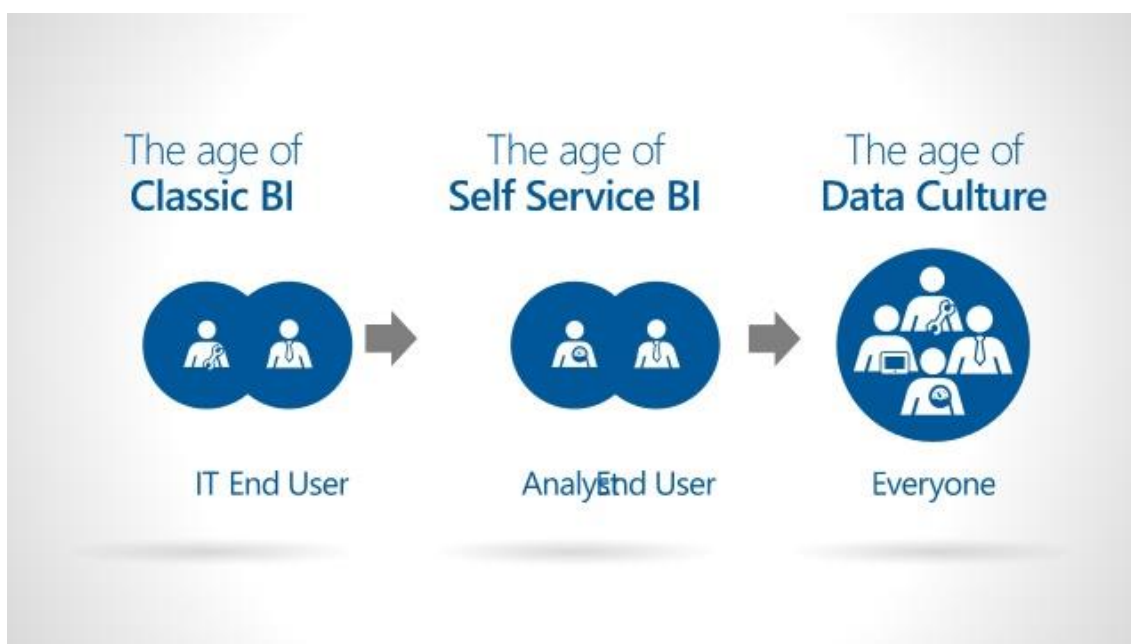 The age of
Classic BI
The age of
Self Service BI
The age of
Data Culture
IT End User
Analyst End User
Everyone